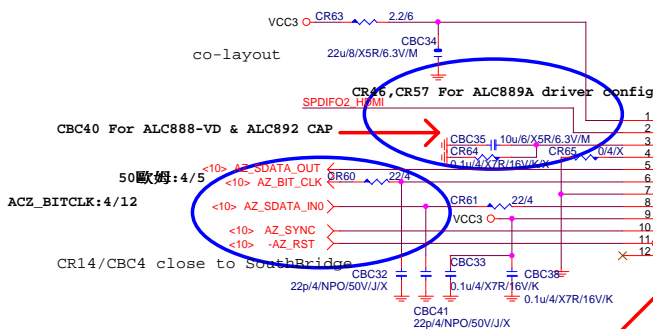 VCC3 CR63 2.2/6
CBC34
22u/8/X5R/6.3V/M
co-layout
CR46,CR57 For ALC889A driver config
SPDIFO2_HDMI
1
2
CBC40 For ALC888-VD & ALC892 CAP
CBC35 10u/6/X5R/6.3V/M
3
CR64 CR65 0/4/X
4
0.1u/4/X7R/16V/K/X
5
<10> AZ_SDATA_OUT
50歐姆:4/5
<10> AZ_BIT_CLK CR60 22/4
6
7
ACZ_BITCLK:4/12
<10> AZ_SDATA_IN0 CR61 22/4
8
VCC3
9
<10> AZ_SYNC
10
<10> -AZ_RST
11
12
CR14/CBC4 close to SouthBridge
CBC32 CBC33 CBC38
22p/4/NPO/50V/J/X 0.1u/4/X7R/16V/K
0.1u/4/X7R/16V/K
CBC41
22p/4/NPO/50V/J/X